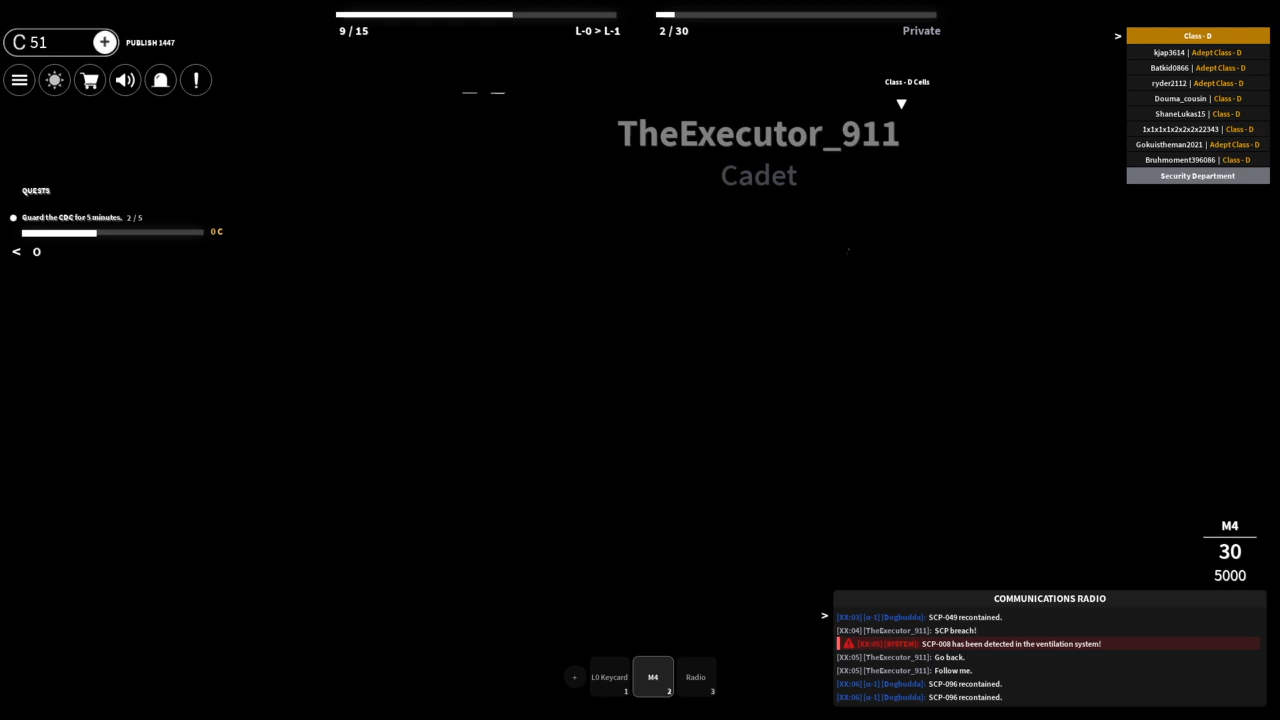 9 / 15
L-0 > L-1
2 / 30
Private
C 51
+
PUBLISH 1447
Class - D Cells
TheExecutor_911
Cadet
QUESTS
Guard the CDC for 5 minutes. 2 / 5
0 C
< O
>
Class - D
kjap3614 | Adept Class - D
Batkid0866 | Adept Class - D
ryder2112 | Adept Class - D
Douma_cousin | Class - D
ShaneLukas15 | Class - D
1x1x1x1x2x2x2x22343 | Class - D
Gokuistheman2021 | Adept Class - D
Bruhmoment396086 | Class - D
Security Department
M4
30
5000
COMMUNICATIONS RADIO
>
[XX:03] [α-1] [Dogbudda]: SCP-049 recontained.
[XX:04] [TheExecutor_911]: SCP breach!
[XX:05] [SYSTEM]: SCP-008 has been detected in the ventilation system!
[XX:05] [TheExecutor_911]: Go back.
[XX:05] [TheExecutor_911]: Follow me.
[XX:06] [α-1] [Dogbudda]: SCP-096 recontained.
[XX:06] [α-1] [Dogbudda]: SCP-096 recontained.
+
L0 Keycard 1
M4 2
Radio 3